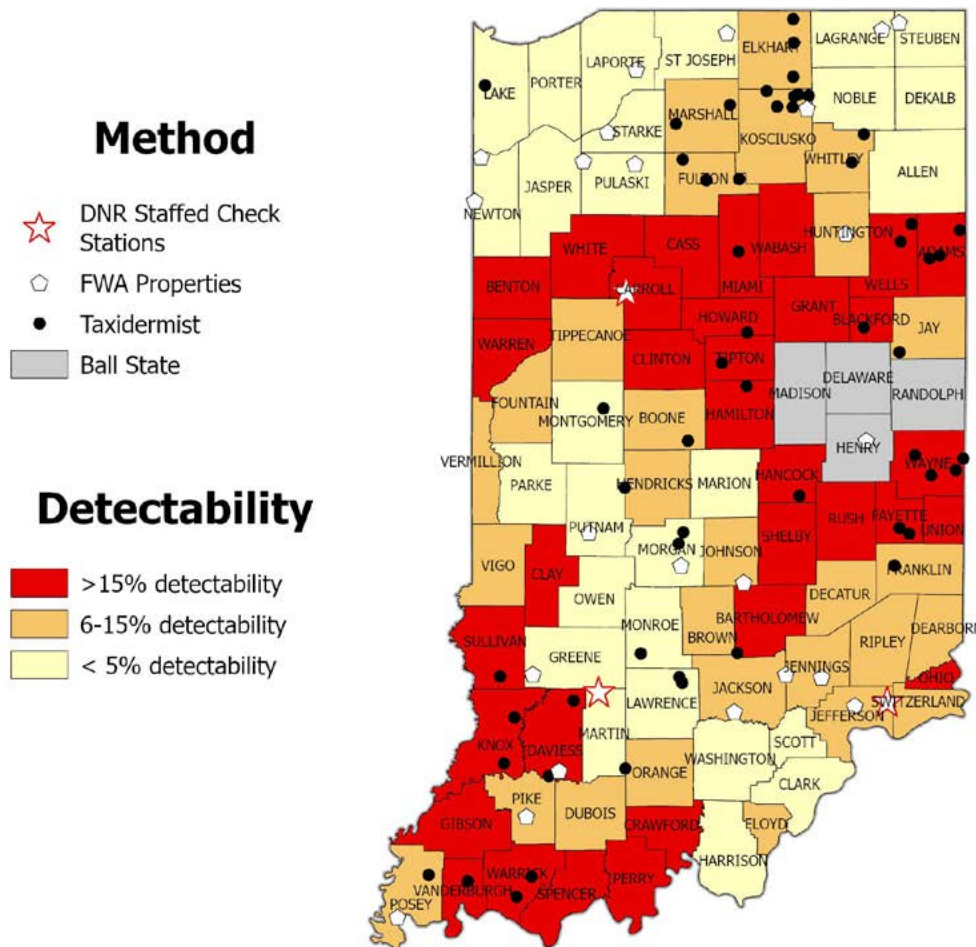 Method
DNR Staffed Check
Stations
FWA Properties
Taxidermist
Ball State
Detectability
>15% detectability
6-15% detectability
< 5% detectability
LAKE
PORTER
LAPORTE
ST JOSEPH
ELKHART
LAGRANGE
STEUBEN
NOBLE
DEKALB
STARKE
MARSHALL
KOSCIUSKO
WHITLEY
ALLEN
NEWTON
JASPER
PULASKI
FULTON
HUNTINGTON
WHITE
CASS
MIAMI
WABASH
WELLS
ADAMS
BENTON
CARROLL
HOWARD
GRANT
BLACKFORD
JAY
WARREN
TIPPECANOE
CLINTON
TIPTON
MADISON
DELAWARE
RANDOLPH
FOUNTAIN
MONTGOMERY
BOONE
HAMILTON
HENRY
WAYNE
VERMILLION
PARKE
PUTNAM
HENDRICKS
MARION
HANCOCK
RUSH
FAYETTE
UNION
VIGO
CLAY
OWEN
MORGAN
JOHNSON
SHELBY
FRANKLIN
DECATUR
SULLIVAN
GREENE
MONROE
BROWN
BARTHOLOMEW
JENNINGS
RIPLEY
DEARBORN
OHIO
SWITZERLAND
JEFFERSON
JACKSON
LAWRENCE
MARTIN
DAVIESS
KNOX
WASHINGTON
SCOTT
CLARK
ORANGE
DUBOIS
PIKE
GIBSON
CRAWFORD
FLOYD
HARRISON
PERRY
SPENCER
WARRICK
VANDERBURGH
POSEY